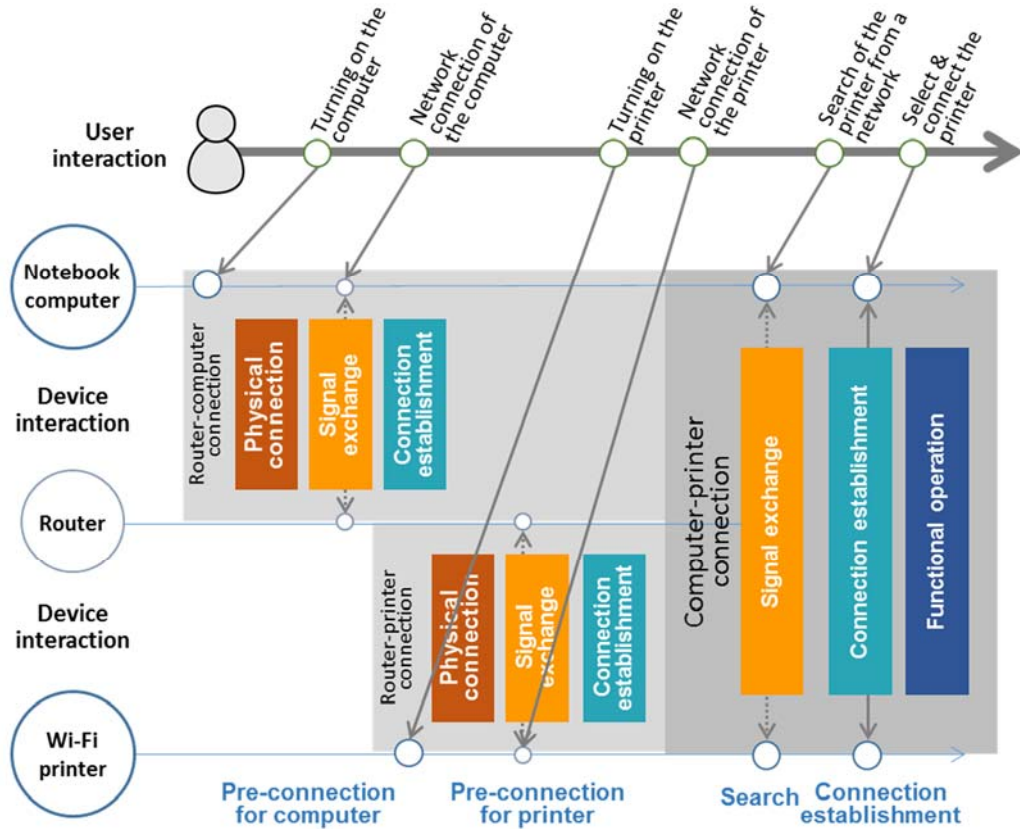 Turning on the
computer
Network
connection of
the computer
Turning on the
printer
Network
connection of
the printer
Search of the
printer from a
network
Select &
connect the
printer
User
interaction
Notebook
computer
Router-computer
connection
Physical
connection
Signal
exchange
Connection
establishment
Device
interaction
Router
Router-printer
connection
Physical
connection
Signal
exchange
Connection
establishment
Device
interaction
Wi-Fi
printer
Computer-printer
connection
Signal exchange
Connection establishment
Functional operation
Pre-connection
for computer
Pre-connection
for printer
Search
Connection
establishment